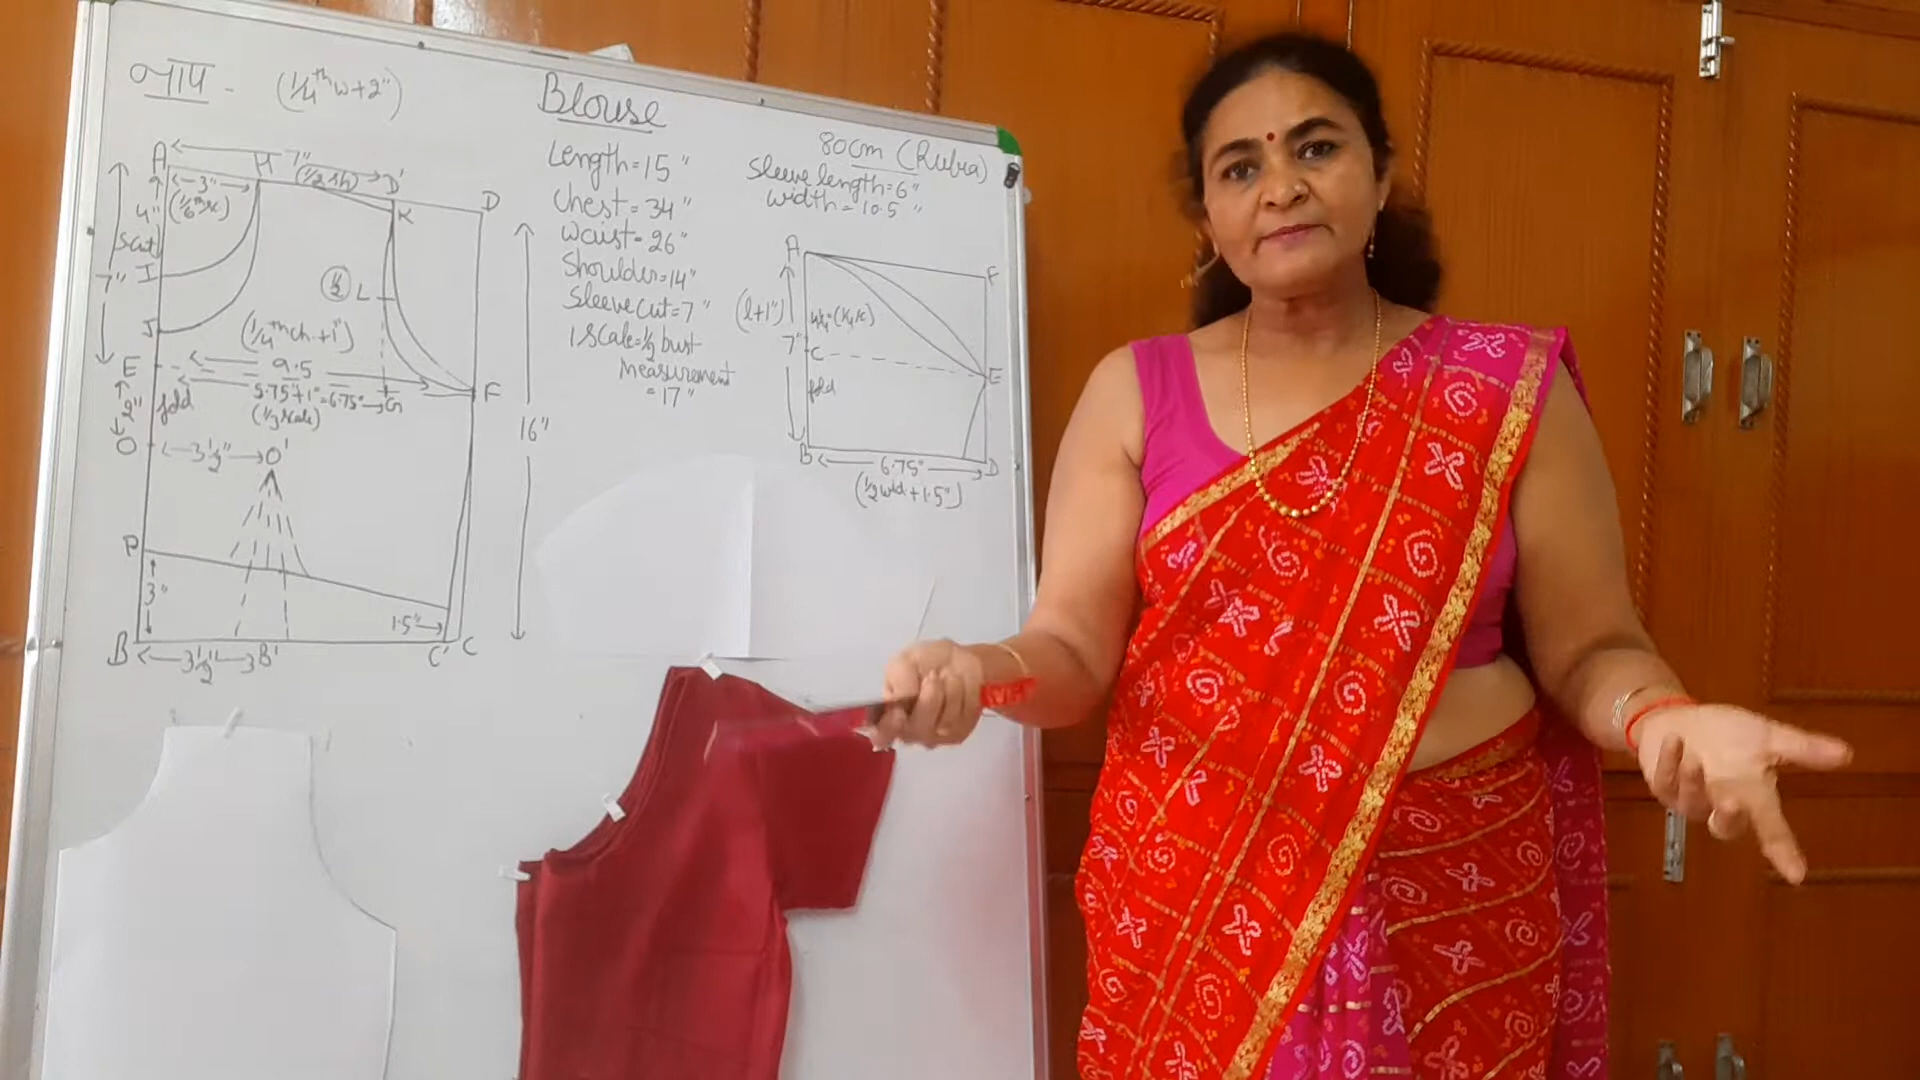 नाप - (1/4th w+2")
Blouse
Length=15"
Chest=34"
Waist=26"
Shoulder=14"
Sleeve cut=7"
1 scale=1/2 bust
Measurement
=17"
80cm (Rubia)
Sleeve length=6"
width=10.5"
A
7"
H
(1/2 sh)
D'
D
3"
(1/6th sc.)
4"
K
I
7"
1/2
L
J
(1/4th ch+1")
E
9.5
5.75"+1"=6.75"
G
F
(1/3 scale)
2"
fold
O
3 1/2"
O'
16"
P
3"
1.5"
B
3 1/2"
B'
C'
C
A
F
(l+1")
7"
C
E
fold
B
6.75"
D
(1/2 wid.+1.5")